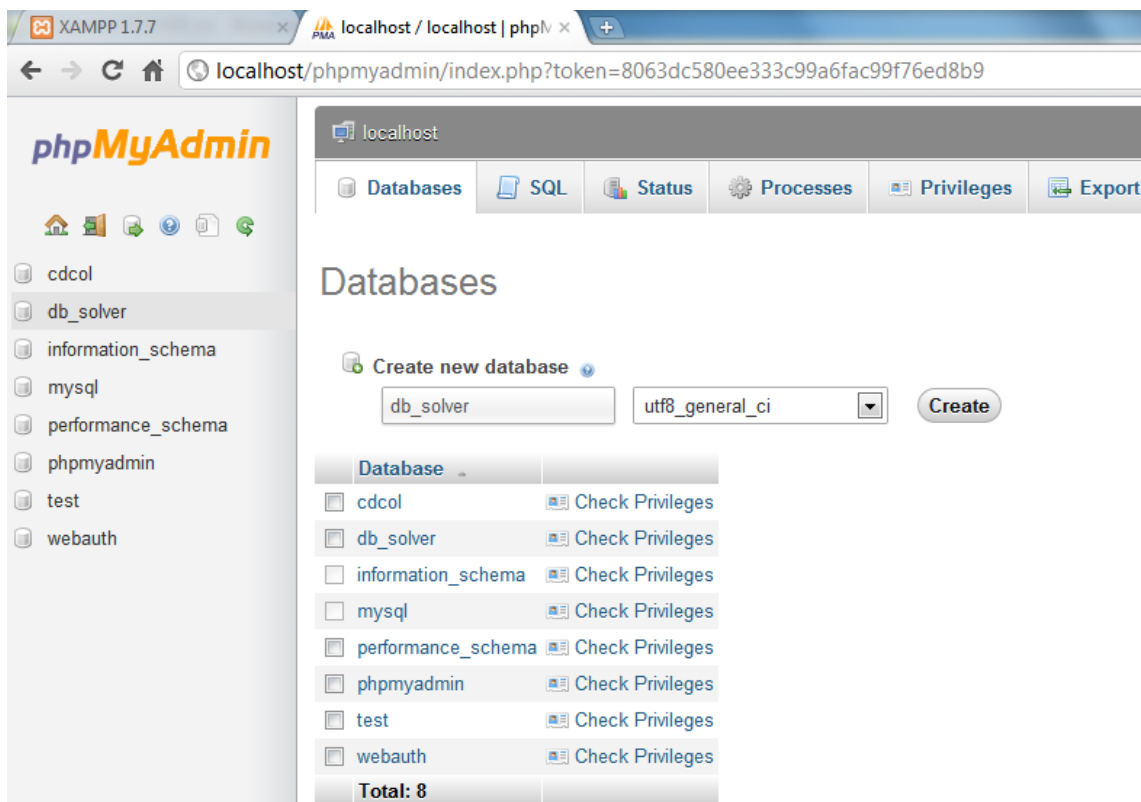 XAMPP 1.7.7
localhost / localhost | phpM
localhost/phpmyadmin/index.php?token=8063dc580ee333c99a6fac99f76ed8b9
phpMyAdmin
cdcol
db_solver
information_schema
mysql
performance_schema
phpmyadmin
test
webauth
localhost
Databases SQL Status Processes Privileges Export
Databases
Create new database
db_solver utf8_general_ci Create
Database
cdcol Check Privileges
db_solver Check Privileges
information_schema Check Privileges
mysql Check Privileges
performance_schema Check Privileges
phpmyadmin Check Privileges
test Check Privileges
webauth Check Privileges
Total: 8